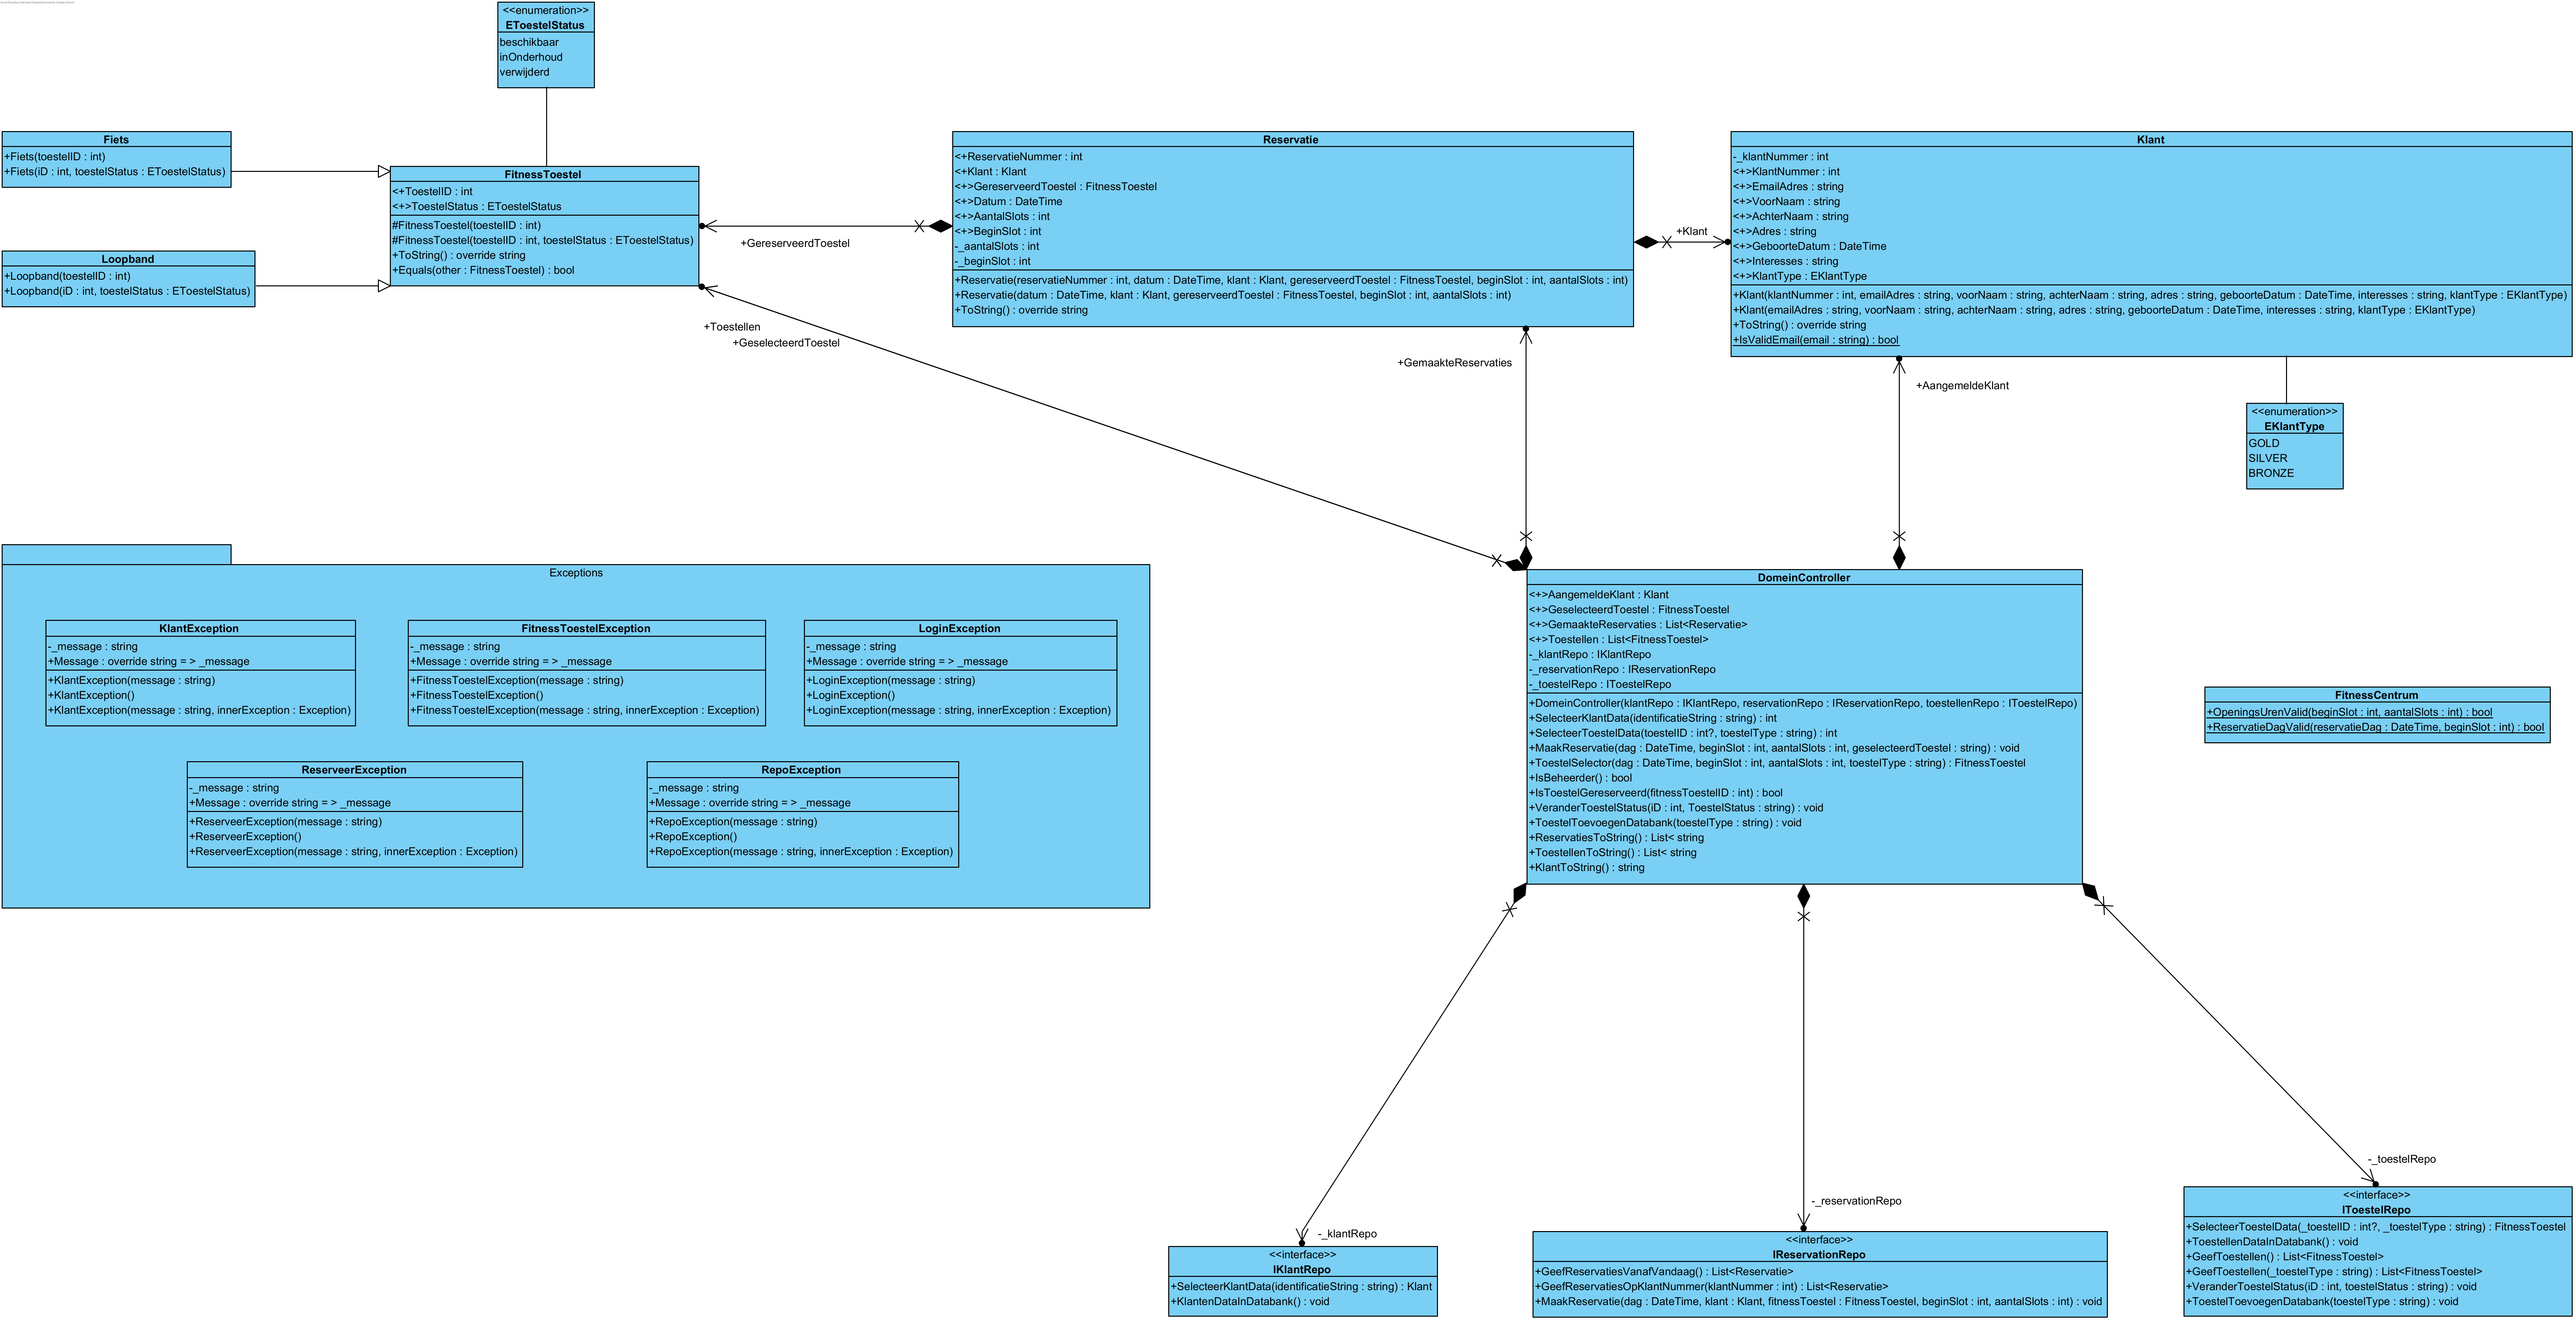 <<enumeration>>
EToestelStatus
beschikbaar
inOnderhoud
verwijderd
Fiets
+Fiets(toestelID : int)
+Fiets(iD : int, toestelStatus : EToestelStatus)
Loopband
+Loopband(toestelID : int)
+Loopband(iD : int, toestelStatus : EToestelStatus)
FitnessToestel
<+ToestelID : int
<+>ToestelStatus : EToestelStatus
#FitnessToestel(toestelID : int)
#FitnessToestel(toestelID : int, toestelStatus : EToestelStatus)
+ToString() : override string
+Equals(other : FitnessToestel) : bool
+GereserveerdToestel
+Toestellen
+GeselecteerdToestel
Reservatie
<+ReservatieNummer : int
<+Klant : Klant
<+>GereserveerdToestel : FitnessToestel
<+>Datum : DateTime
<+>AantalSlots : int
<+>BeginSlot : int
-_aantalSlots : int
-_beginSlot : int
+Reservatie(reservatieNummer : int, datum : DateTime, klant : Klant, gereserveerdToestel : FitnessToestel, beginSlot : int, aantalSlots : int)
+Reservatie(datum : DateTime, klant : Klant, gereserveerdToestel : FitnessToestel, beginSlot : int, aantalSlots : int)
+ToString() : override string
+Klant
Klant
-_klantNummer : int
<+>KlantNummer : int
<+>EmailAdres : string
<+>VoorNaam : string
<+>AchterNaam : string
<+>Adres : string
<+>GeboorteDatum : DateTime
<+>Interesses : string
<+>KlantType : EKlantType
+Klant(klantNummer : int, emailAdres : string, voorNaam : string, achterNaam : string, adres : string, geboorteDatum : DateTime, interesses : string, klantType : EKlantType)
+Klant(emailAdres : string, voorNaam : string, achterNaam : string, adres : string, geboorteDatum : DateTime, interesses : string, klantType : EKlantType)
+ToString() : override string
+IsValidEmail(email : string) : bool
+GemaakteReservaties
+AangemeldeKlant
<<enumeration>>
EKlantType
GOLD
SILVER
BRONZE
Exceptions
KlantException
-_message : string
+Message : override string = > _message
+KlantException(message : string)
+KlantException()
+KlantException(message : string, innerException : Exception)
FitnessToestelException
-_message : string
+Message : override string = > _message
+FitnessToestelException(message : string)
+FitnessToestelException()
+FitnessToestelException(message : string, innerException : Exception)
LoginException
-_message : string
+Message : override string = > _message
+LoginException(message : string)
+LoginException()
+LoginException(message : string, innerException : Exception)
ReserveerException
-_message : string
+Message : override string = > _message
+ReserveerException(message : string)
+ReserveerException()
+ReserveerException(message : string, innerException : Exception)
RepoException
-_message : string
+Message : override string = > _message
+RepoException(message : string)
+RepoException()
+RepoException(message : string, innerException : Exception)
DomeinController
<+>AangemeldeKlant : Klant
<+>GeselecteerdToestel : FitnessToestel
<+>GemaakteReservaties : List<Reservatie>
<+>Toestellen : List<FitnessToestel>
-_klantRepo : IKlantRepo
-_reservationRepo : IReservationRepo
-_toestelRepo : IToestelRepo
+DomeinController(klantRepo : IKlantRepo, reservationRepo : IReservationRepo, toestellenRepo : IToestelRepo)
+SelecteerKlantData(identificatieString : string) : int
+SelecteerToestelData(toestelID : int?, toestelType : string) : int
+MaakReservatie(dag : DateTime, beginSlot : int, aantalSlots : int, geselecteerdToestel : string) : void
+ToestelSelector(dag : DateTime, beginSlot : int, aantalSlots : int, toestelType : string) : FitnessToestel
+IsBeheerder() : bool
+IsToestelGereserveerd(fitnessToestelID : int) : bool
+VeranderToestelStatus(iD : int, ToestelStatus : string) : void
+ToestelToevoegenDatabank(toestelType : string) : void
+ReservatiesToString() : List< string
+ToestellenToString() : List< string
+KlantToString() : string
FitnessCentrum
+OpeningsUrenValid(beginSlot : int, aantalSlots : int) : bool
+ReservatieDagValid(reservatieDag : DateTime, beginSlot : int) : bool
-_klantRepo
-_reservationRepo
-_toestelRepo
<<interface>>
IKlantRepo
+SelecteerKlantData(identificatieString : string) : Klant
+KlantenDataInDatabank() : void
<<interface>>
IReservationRepo
+GeefReservatiesVanafVandaag() : List<Reservatie>
+GeefReservatiesOpKlantNummer(klantNummer : int) : List<Reservatie>
+MaakReservatie(dag : DateTime, klant : Klant, fitnessToestel : FitnessToestel, beginSlot : int, aantalSlots : int) : void
<<interface>>
IToestelRepo
+SelecteerToestelData(_toestelID : int?, _toestelType : string) : FitnessToestel
+ToestellenDataInDatabank() : void
+GeefToestellen() : List<FitnessToestel>
+GeefToestellen(_toestelType : string) : List<FitnessToestel>
+VeranderToestelStatus(iD : int, toestelStatus : string) : void
+ToestelToevoegenDatabank(toestelType : string) : void